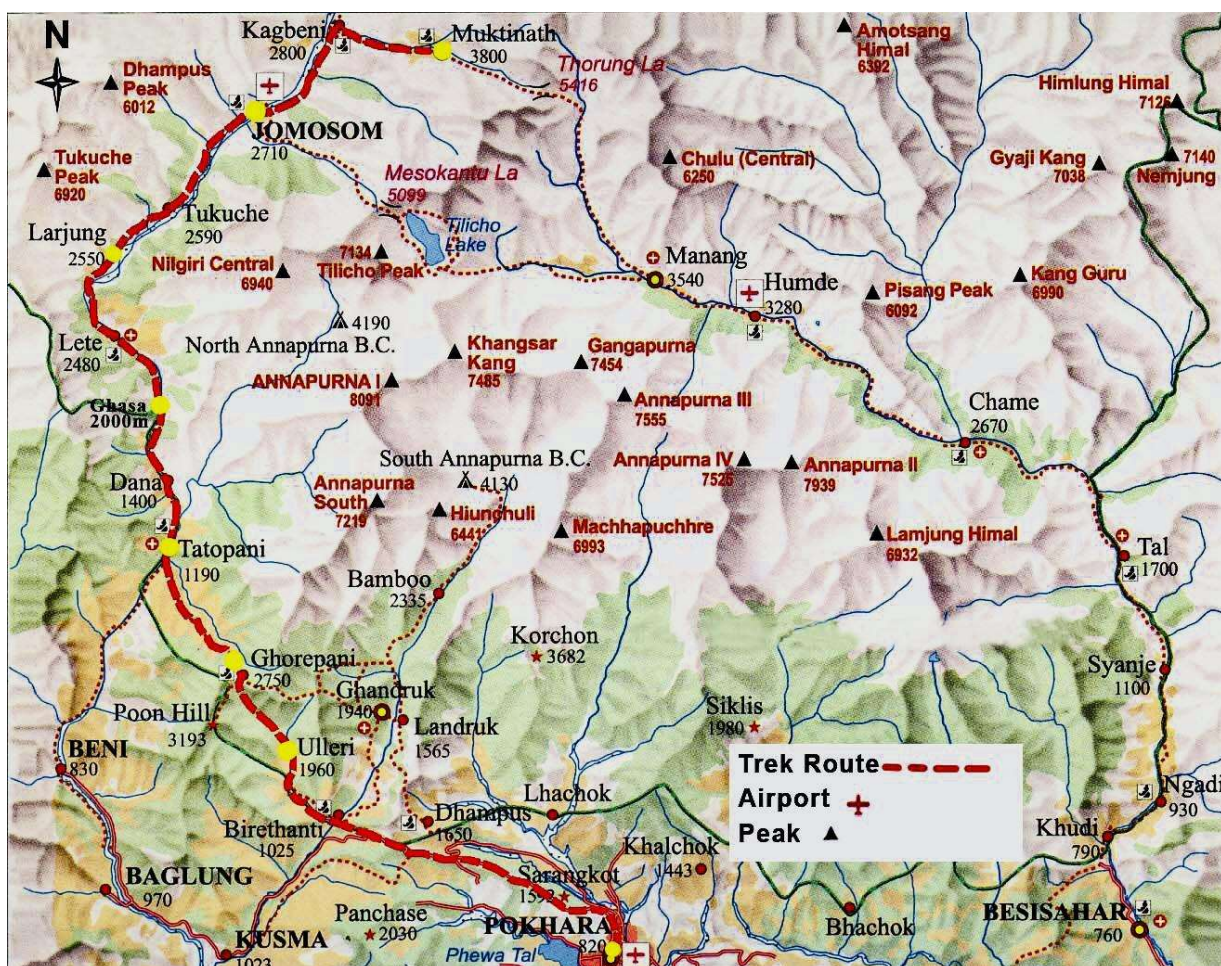 N
Kagbeni
2800
Muktinath
3800
Amotsang
Himal
6392
Dhampus
Peak
6012
Thorung La
5416
Himlung Himal
7126
JOMOSOM
2710
Tukuche
Peak
6920
Mesokantu La
5099
Chulu (Central)
6250
Gyaji Kang
7038
7140
Nemjung
Tukuche
2590
Larjung
2550
Tilicho
Lake
7134
Tilicho Peak
Nilgiri Central
6940
Manang
3540
Humde
3280
Pisang Peak
6092
Kang Guru
6990
4190
North Annapurna B.C.
Lete
2480
Khangsar
Kang
7485
Gangapurna
7454
ANNAPURNA I
8091
Annapurna III
7555
Ghasa
2000m
Chame
2670
South Annapurna B.C.
4130
Annapurna IV
7525
Annapurna II
7939
Dana
1400
Annapurna
South
7219
Hiunchuli
6441
Machhapuchhre
6993
Lamjung Himal
6932
Tatopani
1190
Tal
1700
Bamboo
2335
Korchon
3682
Ghorepani
2750
Syanje
1100
Ghandruk
1940
Landruk
1565
Siklis
1980
Poon Hill
3193
Ulleri
1960
BENI
830
Trek Route
Airport
Peak
Ngadi
930
Lhachok
Dhampus
1650
Birethanti
1025
Khudi
790
Khalchok
1443
Sarangkot
1592
BAGLUNG
970
Panchase
2030
POKHARA
820
Bhachok
BESISAHAR
760
KUSMA
1023
Phewa Tal